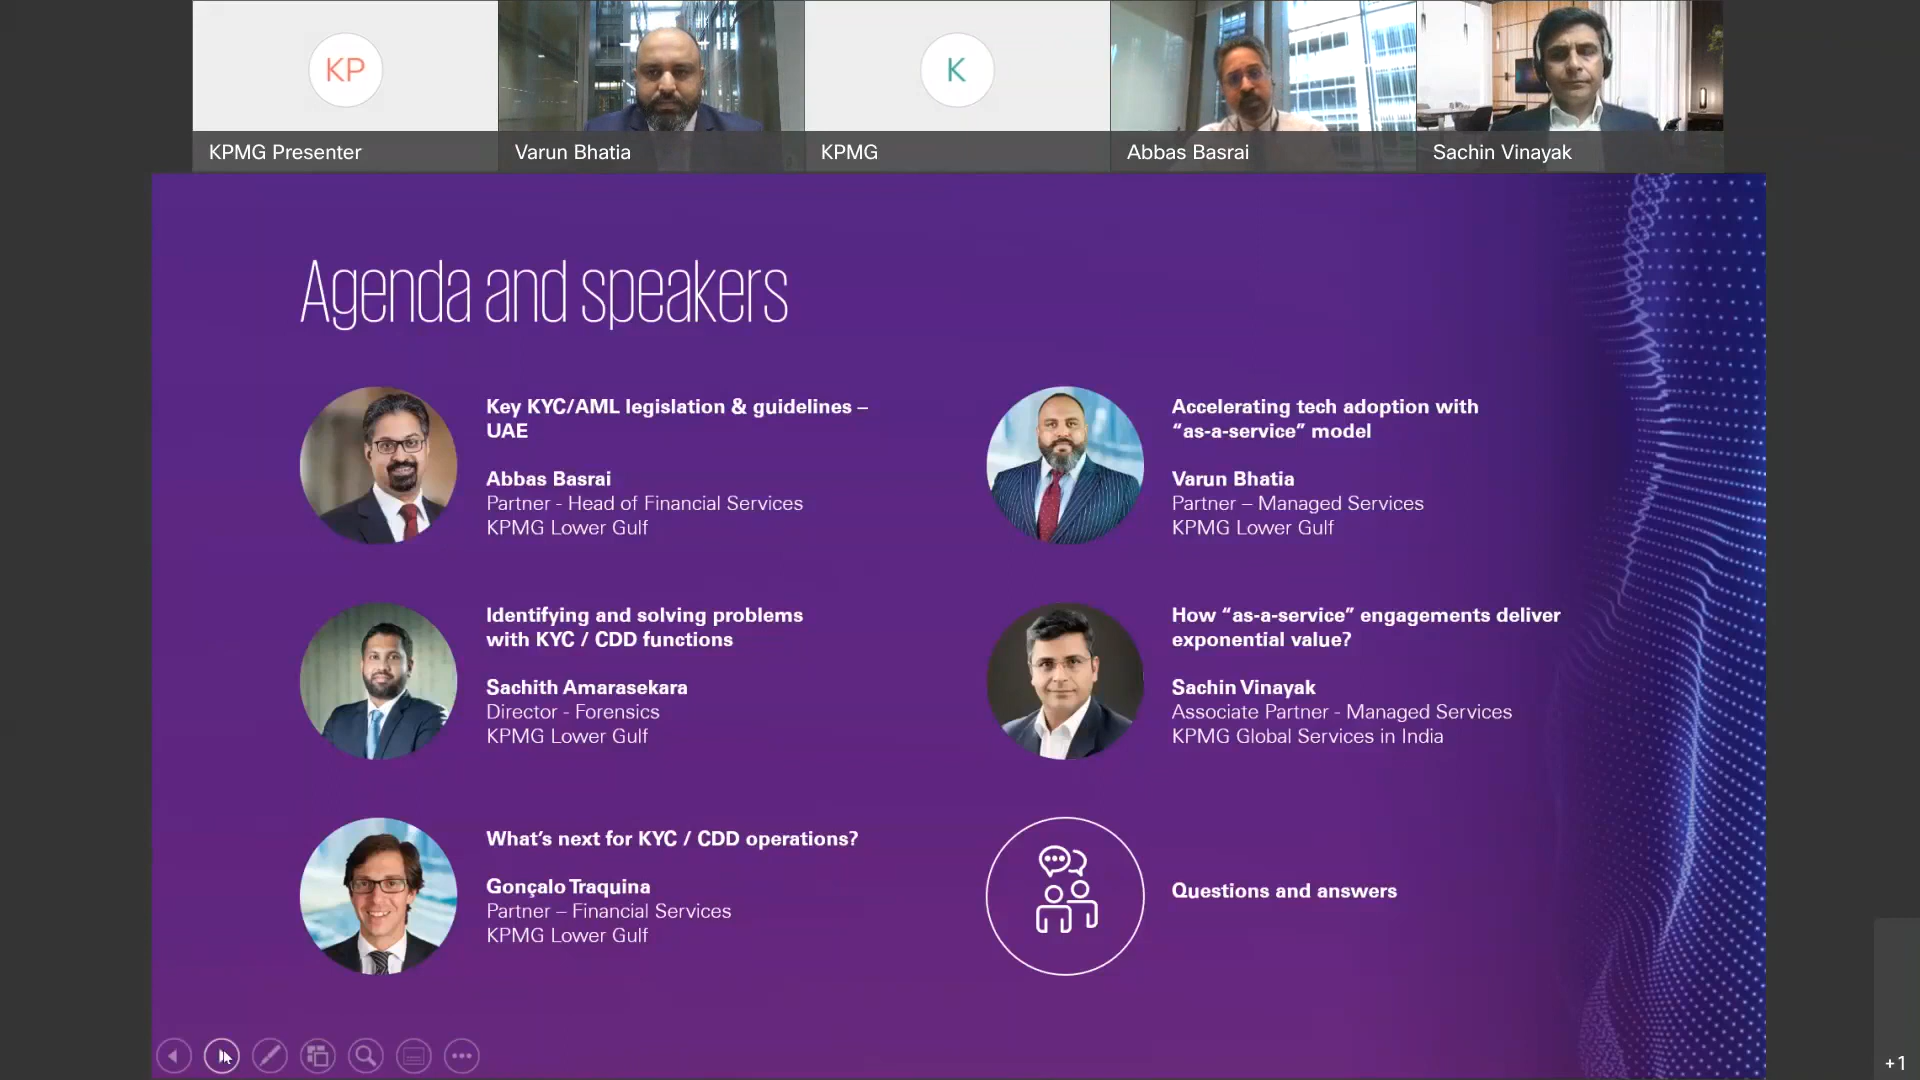 KP
KPMG Presenter
Varun Bhatia
K
KPMG
Abbas Basrai
Sachin Vinayak
Agenda and speakers
Key KYC/AML legislation & guidelines –
UAE
Abbas Basrai
Partner - Head of Financial Services
KPMG Lower Gulf
Accelerating tech adoption with
“as-a-service” model
Varun Bhatia
Partner – Managed Services
KPMG Lower Gulf
Identifying and solving problems
with KYC / CDD functions
Sachith Amarasekara
Director - Forensics
KPMG Lower Gulf
How “as-a-service” engagements deliver
exponential value?
Sachin Vinayak
Associate Partner - Managed Services
KPMG Global Services in India
What’s next for KYC / CDD operations?
Gonçalo Traquina
Partner – Financial Services
KPMG Lower Gulf
Questions and answers
+1